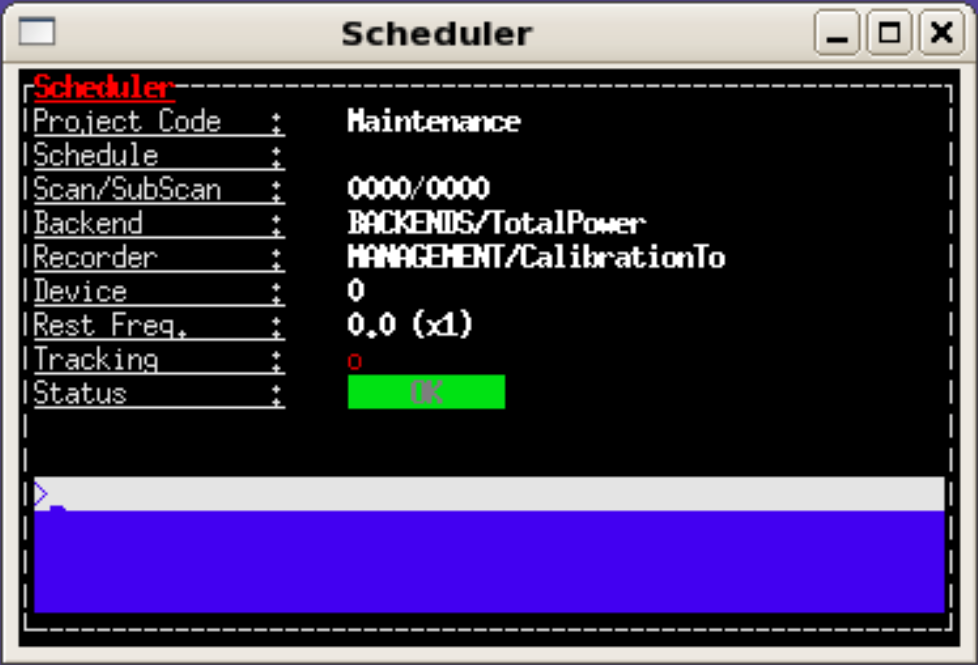 Scheduler
Scheduler
Project Code : Maintenance
Schedule :
Scan/SubScan : 0000/0000
Backend : BACKENDS/TotalPower
Recorder : MANAGEMENT/CalibrationTo
Device : 0
Rest Freq. : 0.0 (x1)
Tracking : o
Status : OK
>